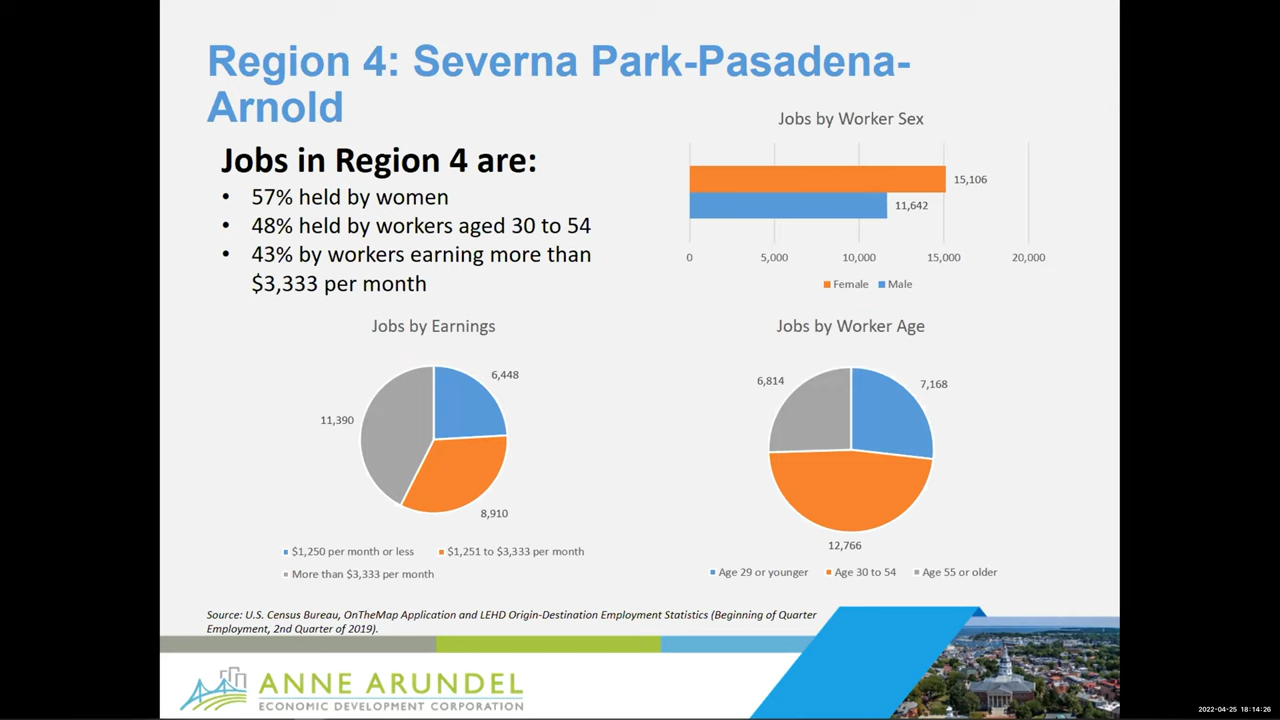 Region 4: Severna Park-Pasadena-
Arnold
Jobs in Region 4 are:
• 57% held by women
• 48% held by workers aged 30 to 54
• 43% by workers earning more than
$3,333 per month
Jobs by Worker Sex
15,106
11,642
0 5,000 10,000 15,000 20,000
Female Male
Jobs by Earnings
6,448
11,390
8,910
$1,250 per month or less $1,251 to $3,333 per month
More than $3,333 per month
Jobs by Worker Age
6,814
7,168
12,766
Age 29 or younger Age 30 to 54 Age 55 or older
Source: U.S. Census Bureau, OnTheMap Application and LEHD Origin-Destination Employment Statistics (Beginning of Quarter
Employment, 2nd Quarter of 2019).
ANNE ARUNDEL
ECONOMIC DEVELOPMENT CORPORATION
2022-04-25 18:14:26